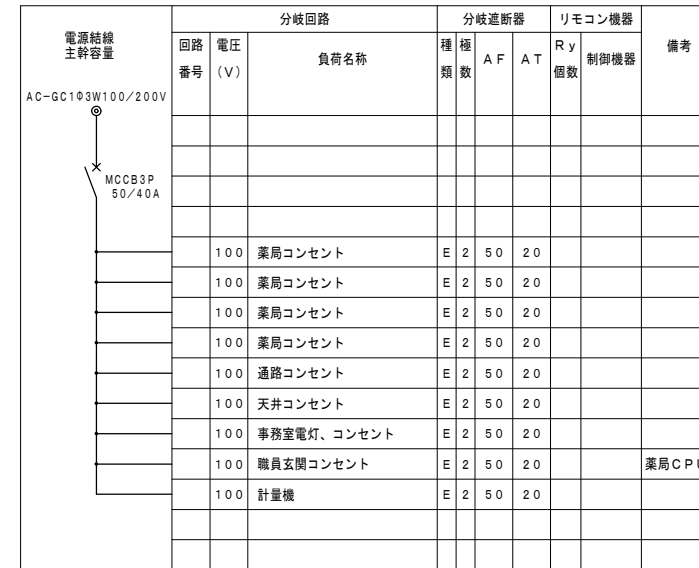 電源結線
主幹容量
分岐回路 分岐遮断器 リモコン機器 備考
回路番号 電圧(V) 負荷名称 種類 極数 AF AT Ry個数 制御機器
AC-GC1Φ3W100/200V
MCCB3P
50/40A
100 薬局コンセント E 2 50 20
100 薬局コンセント E 2 50 20
100 薬局コンセント E 2 50 20
100 薬局コンセント E 2 50 20
100 通路コンセント E 2 50 20
100 天井コンセント E 2 50 20
100 事務室電灯、コンセント E 2 50 20
100 職員玄関コンセント E 2 50 20 薬局CPU
100 計量機 E 2 50 20